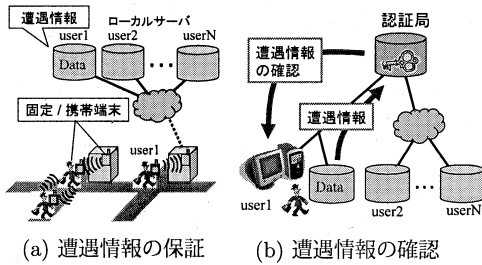 遭遇情報
ローカルサーバ
user1
user2
userN
Data
固定/携帯端末
user1
(a) 遭遇情報の保証
認証局
遭遇情報
の確認
遭遇情報
Data
user1
user2
userN
(b) 遭遇情報の確認